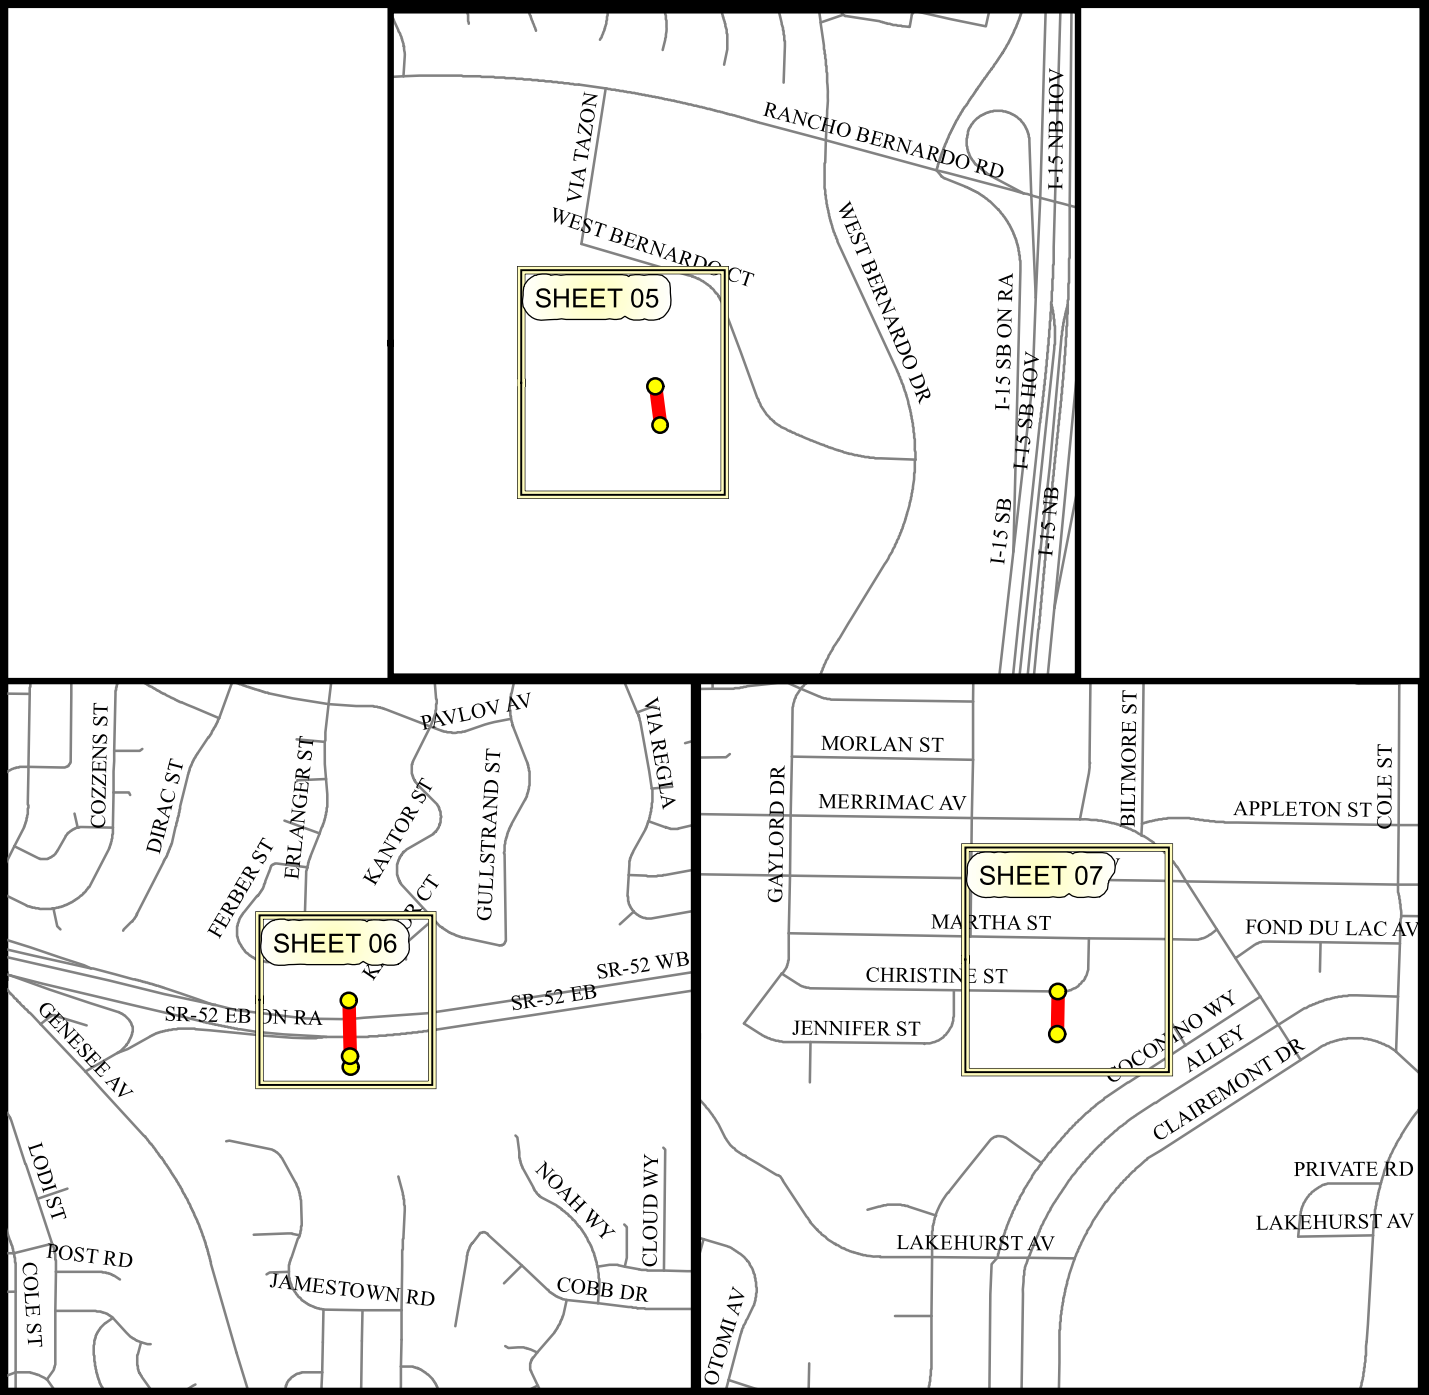 RANCHO BERNARDO RD
I-15 NB HOV
VIA TAZON
WEST BERNARDO CT
WEST BERNARDO DR
SHEET 05
I-15 SB ON RA
I-15 SB HOV
I-15 SB
I-15 NB
PAVLOV AV
VIA REGLA
COZZENS ST
DIRAC ST
ERLANGER ST
KANTOR ST
GULLSTRAND ST
FERBER ST
SHEET 06
CT
SR-52 WB
SR-52 EB
SR-52 EB ON RA
GENESEE AV
LODI ST
POST RD
COLE ST
JAMESTOWN RD
NOAH WY
CLOUD WY
COBB DR
MORLAN ST
BILTMORE ST
COLE ST
GAYLORD DR
MERRIMAC AV
APPLETON ST
SHEET 07
MARTHA ST
FOND DU LAC AV
CHRISTINE ST
JENNIFER ST
COCONINO WY
ALLEY
CLAIREMONT DR
PRIVATE RD
LAKEHURST AV
LAKEHURST AV
OTOMI AV